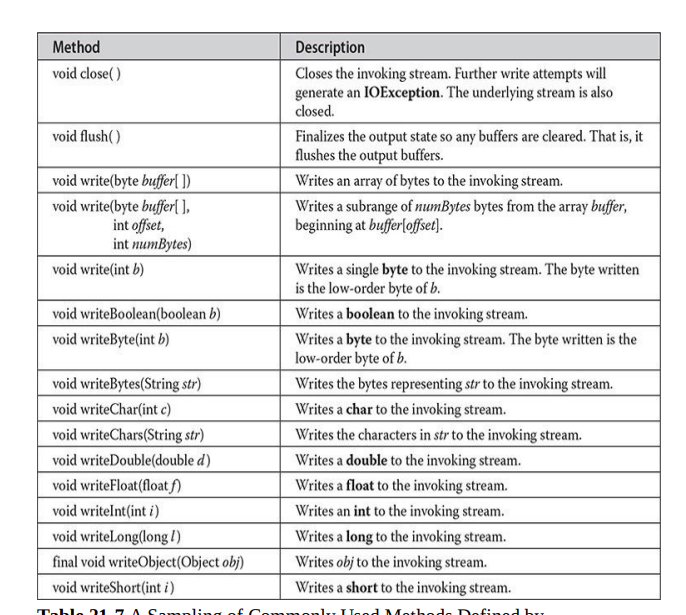 Method Description
void close( ) Closes the invoking stream. Further write attempts will
generate an IOException. The underlying stream is also
closed.
void flush( ) Finalizes the output state so any buffers are cleared. That is, it
flushes the output buffers.
void write(byte buffer[ ]) Writes an array of bytes to the invoking stream.
void write(byte buffer[ ], Writes a subrange of numBytes bytes from the array buffer,
int offset, beginning at buffer[offset].
int numBytes)
void write(int b) Writes a single byte to the invoking stream. The byte written
is the low-order byte of b.
void writeBoolean(boolean b) Writes a boolean to the invoking stream.
void writeByte(int b) Writes a byte to the invoking stream. The byte written is the
low-order byte of b.
void writeBytes(String str) Writes the bytes representing str to the invoking stream.
void writeChar(int c) Writes a char to the invoking stream.
void writeChars(String str) Writes the characters in str to the invoking stream.
void writeDouble(double d) Writes a double to the invoking stream.
void writeFloat(float f) Writes a float to the invoking stream.
void writeInt(int i) Writes an int to the invoking stream.
void writeLong(long l) Writes a long to the invoking stream.
final void writeObject(Object obj) Writes obj to the invoking stream.
void writeShort(int i) Writes a short to the invoking stream.
Table 21-7 A Sampling of Commonly Used Methods Defined by